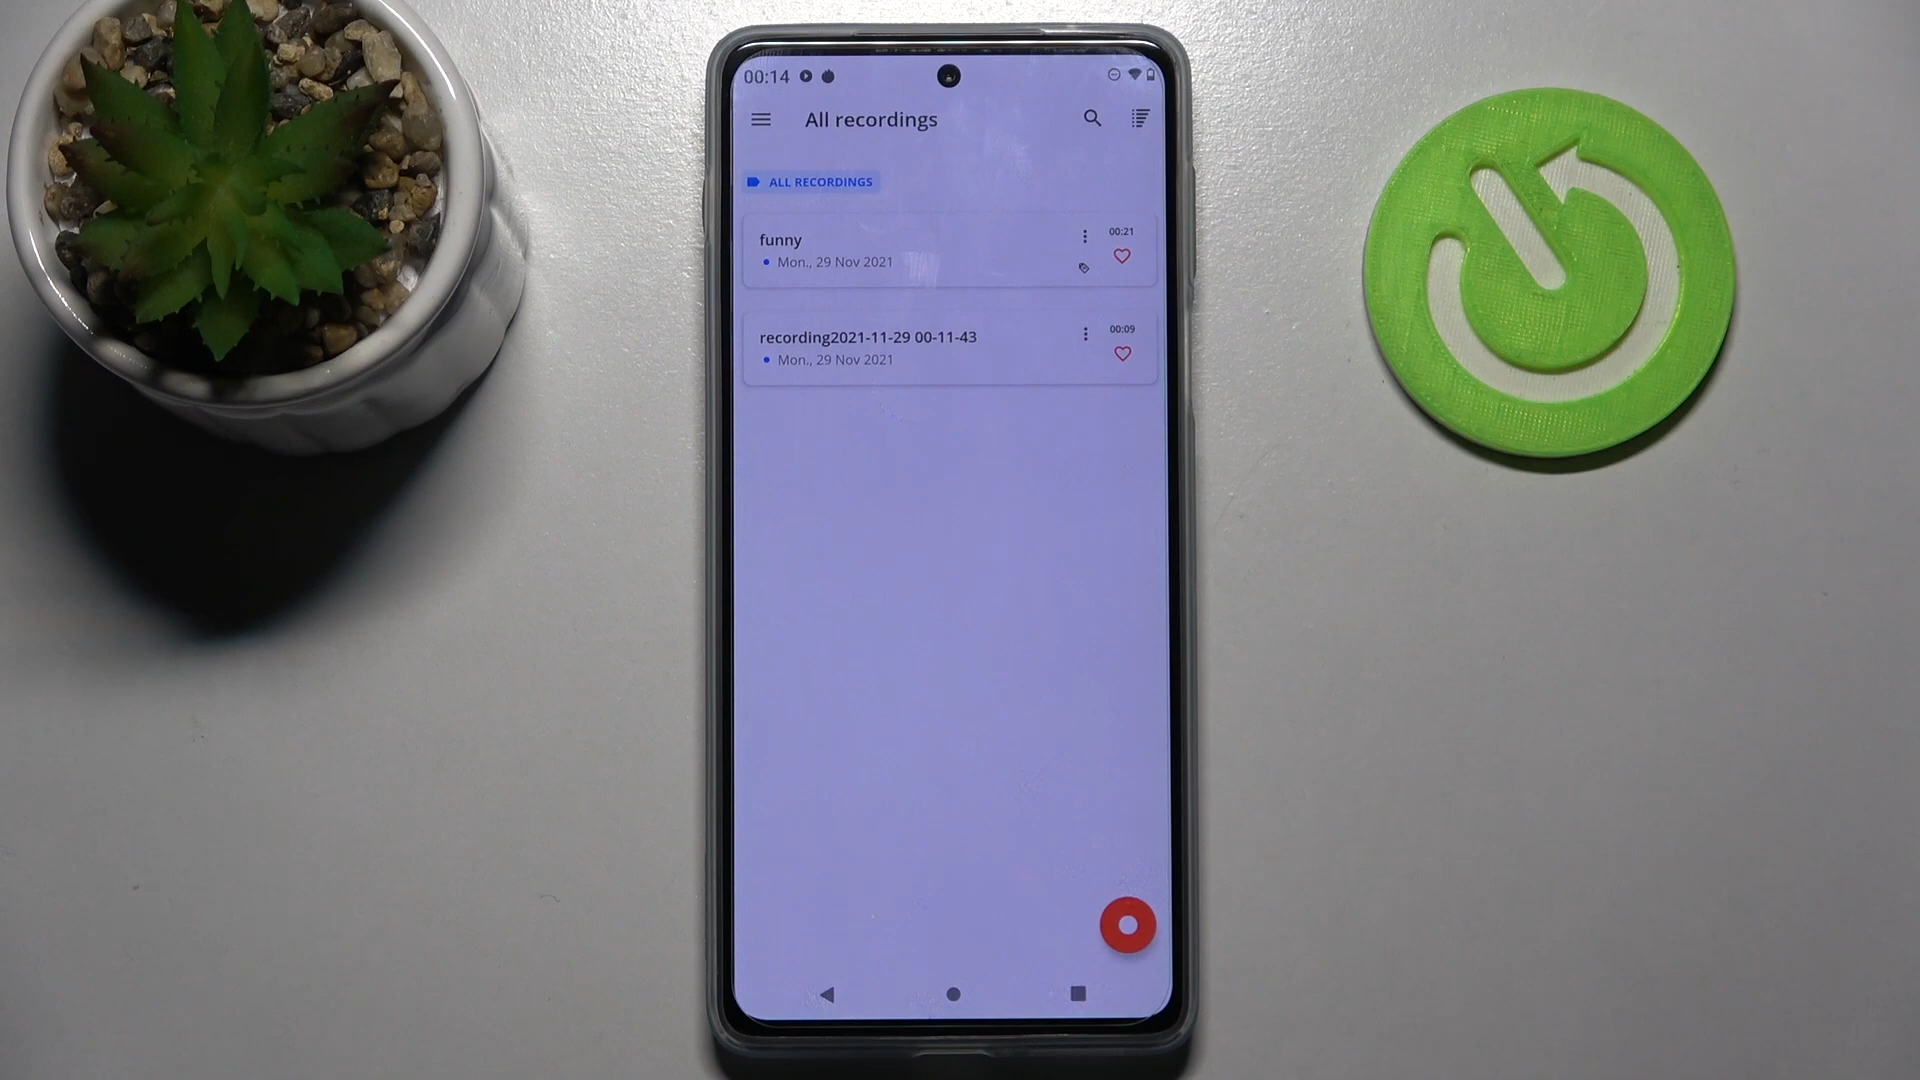 00:14
All recordings
ALL RECORDINGS
funny
00:21
Mon., 29 Nov 2021
recording2021-11-29 00-11-43
00:09
Mon., 29 Nov 2021